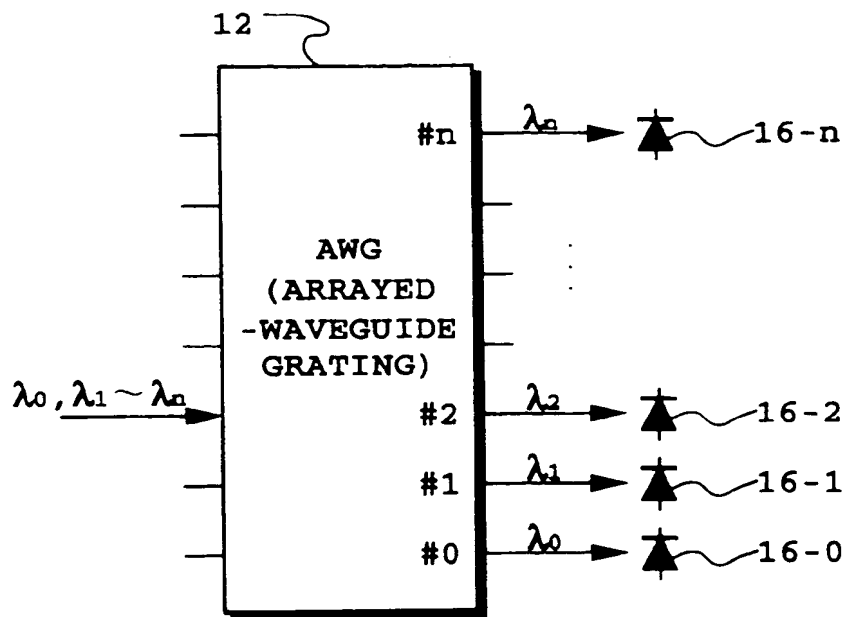 12
#n λn 16-n
AWG
(ARRAYED
-WAVEGUIDE
GRATING)
λ0,λ1~λn
#2 λ2 16-2
#1 λ1 16-1
#0 λ0 16-0